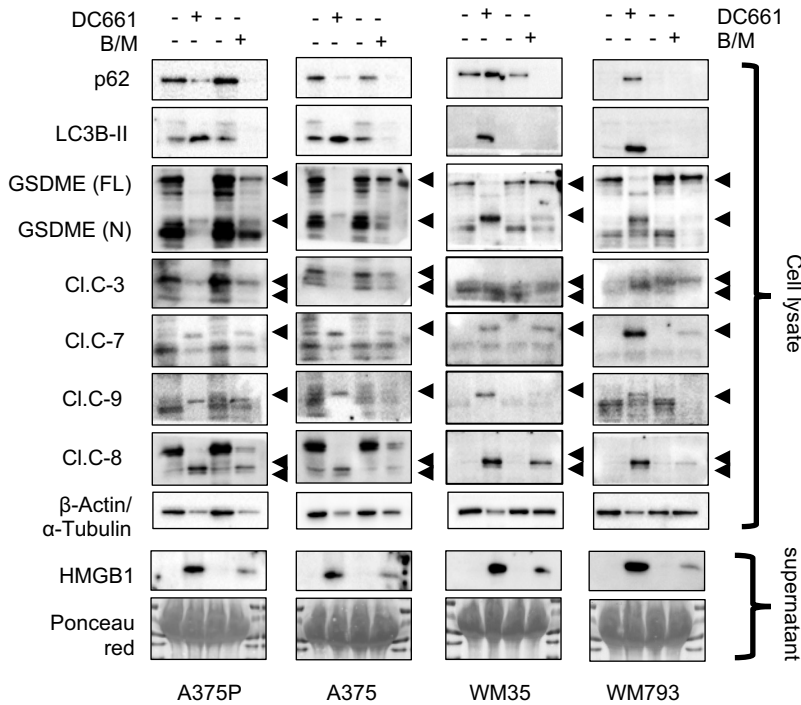 DC661 - + - - - + - - - + - - - + - - DC661
B/M - - - + - - - + - - - + - - - + B/M
p62
LC3B-II
GSDME (FL)
GSDME (N)
Cl.C-3
Cl.C-7
Cl.C-9
Cl.C-8
β-Actin/
α-Tubulin
Cell lysate
HMGB1
Ponceau
red
supernatant
A375P A375 WM35 WM793